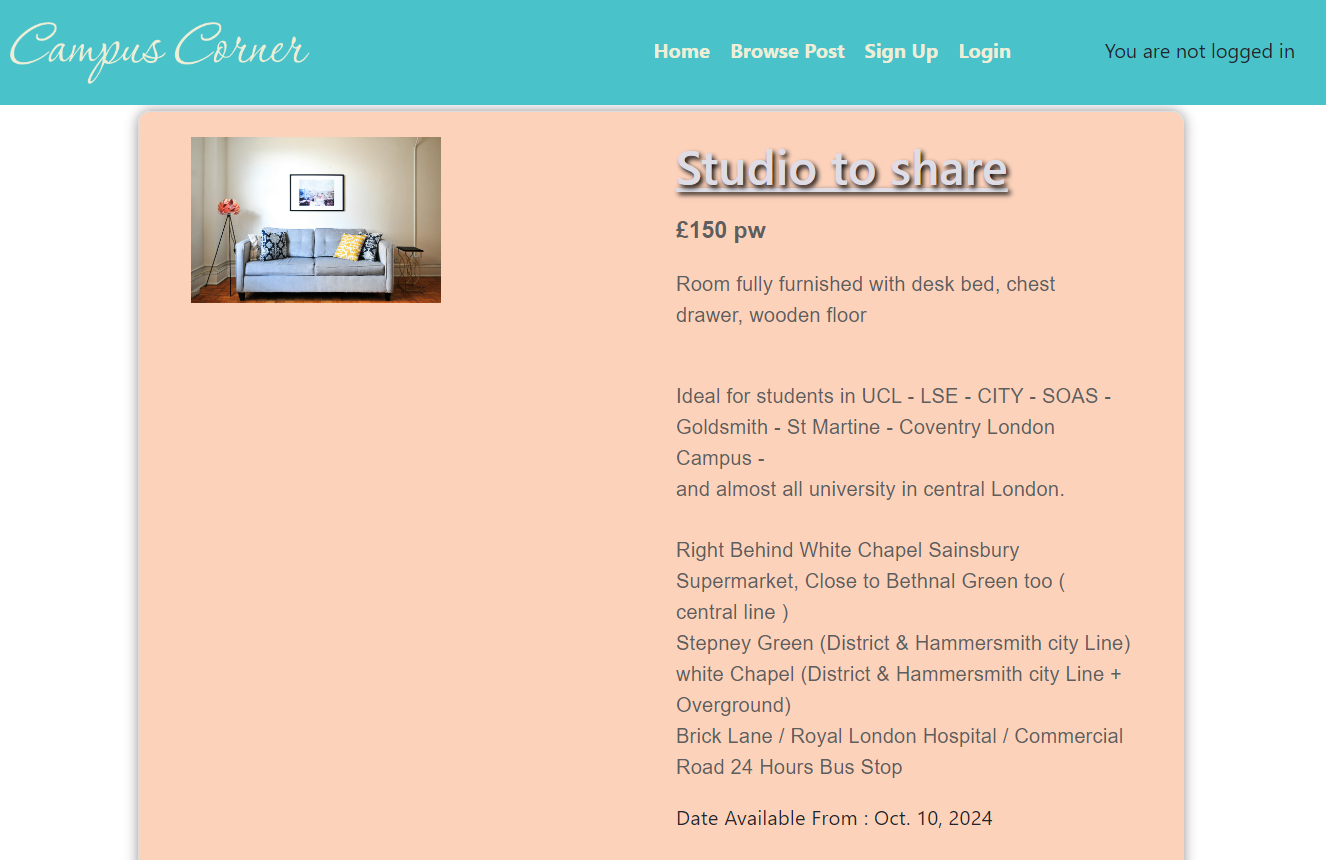 Campus Corner
Home Browse Post Sign Up Login
You are not logged in
Studio to share
£150 pw
Room fully furnished with desk bed, chest
drawer, wooden floor
Ideal for students in UCL - LSE - CITY - SOAS -
Goldsmith - St Martine - Coventry London
Campus -
and almost all university in central London.
Right Behind White Chapel Sainsbury
Supermarket, Close to Bethnal Green too (
central line )
Stepney Green (District & Hammersmith city Line)
white Chapel (District & Hammersmith city Line +
Overground)
Brick Lane / Royal London Hospital / Commercial
Road 24 Hours Bus Stop
Date Available From : Oct. 10, 2024